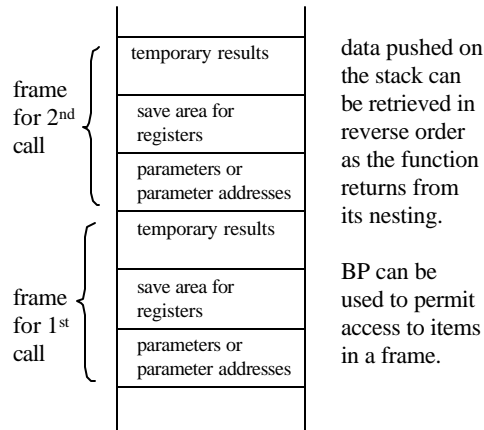 frame
for 2nd
call
temporary results
save area for
registers
parameters or
parameter addresses
frame
for 1st
call
temporary results
save area for
registers
parameters or
parameter addresses
data pushed on
the stack can
be retrieved in
reverse order
as the function
returns from
its nesting.
BP can be
used to permit
access to items
in a frame.